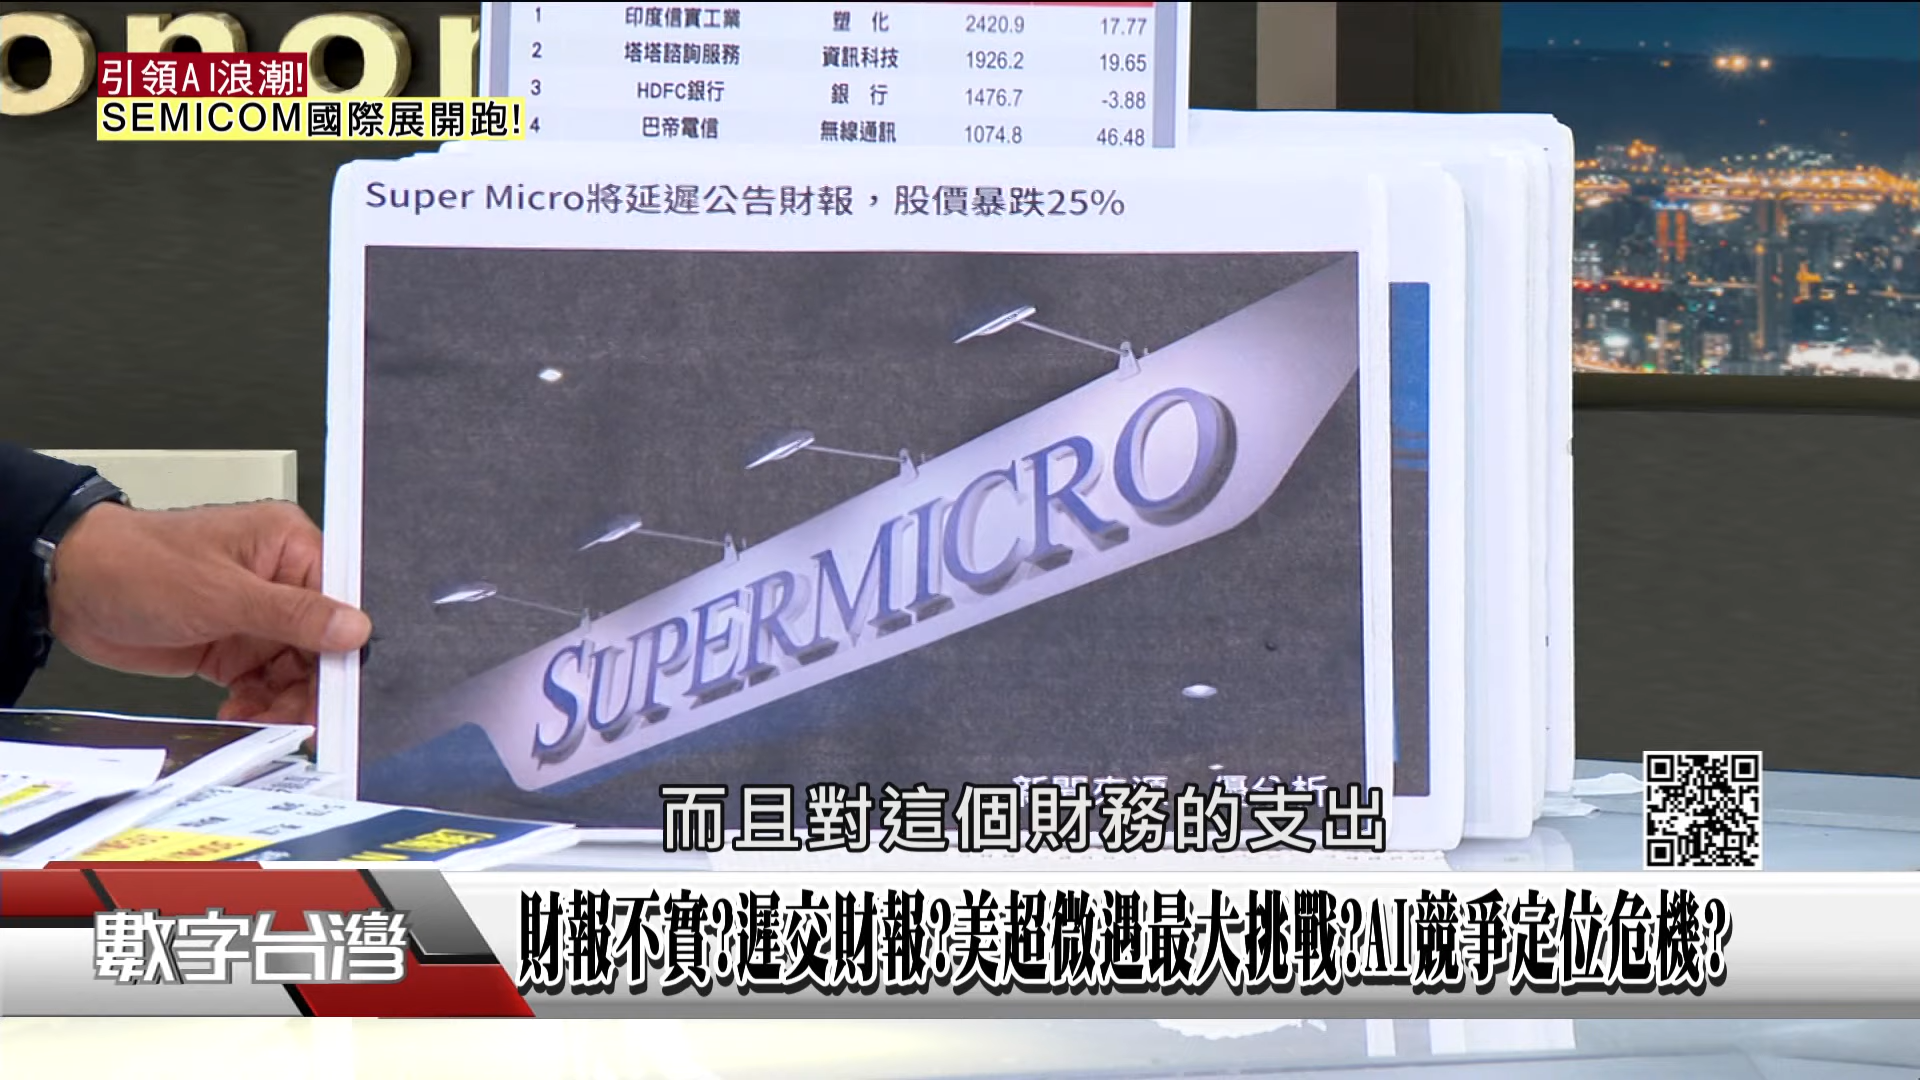 onor
引領AI浪潮!
SEMICOM國際展開跑!
1 印度信實工業 塑 化 2420.9 17.77
2 塔塔諮詢服務 資訊科技 1926.2 19.65
3 HDFC銀行 銀 行 1476.7 -3.88
4 巴帝電信 無線通訊 1074.8 46.48
Super Micro將延遲公告財報，股價暴跌25%
SUPERMICRO
而且對這個財務的支出
數字台灣
財報不實?遲交財報?美超微遇最大挑戰?AI競爭定位危機?